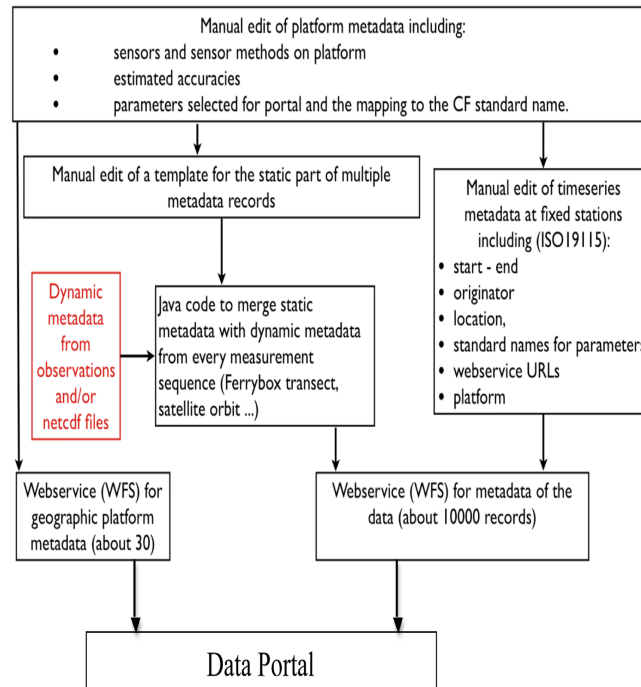 Manual edit of platform metadata including:
• sensors and sensor methods on platform
• estimated accuracies
• parameters selected for portal and the mapping to the CF standard name.
Manual edit of a template for the static part of multiple
metadata records
Manual edit of timeseries
metadata at fixed stations
including (ISO19115):
• start - end
• originator
• location,
• standard names for parameters
• webservice URLs
• platform
Dynamic
metadata
from
observations
and/or
netcdf files
Java code to merge static
metadata with dynamic metadata
from every measurement
sequence (Ferrybox transect,
satellite orbit ...)
Webservice (WFS) for
geographic platform
metadata (about 30)
Webservice (WFS) for metadata of the
data (about 10000 records)
Data Portal